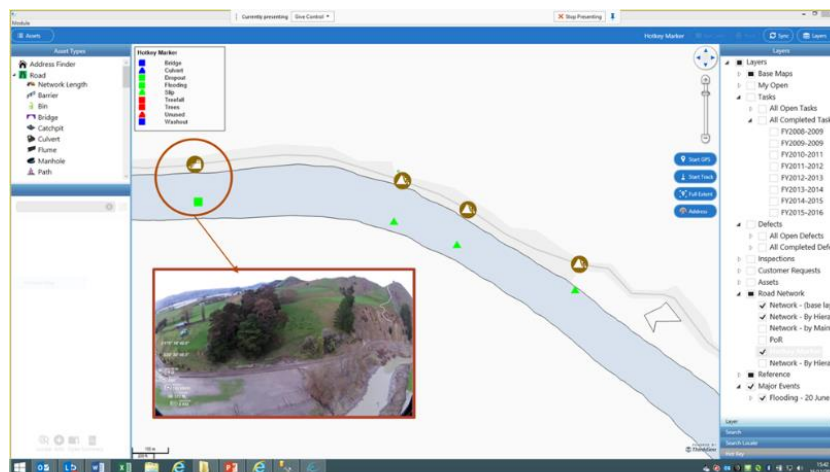 Currently presenting
Give Control
Stop Presenting
Module
Assets
Hotkey Marker
Sync
Layers
Asset Types
Address Finder
Road
Network Length
Barrier
Bin
Bridge
Catchpit
Culvert
Flume
Manhole
Path
Hotkey Marker
Bridge
Culvert
Dropout
Flooding
Slip
Treefall
Trees
Unused
Washout
Start GPS
Start Track
Full Extent
Address
Layers
Layers
Base Maps
My Open
Tasks
All Open Tasks
All Completed Task
FY2008-2009
FY2009-2009
FY2010-2011
FY2011-2012
FY2012-2013
FY2013-2014
FY2014-2015
FY2015-2016
Defects
All Open Defects
All Completed Defe
Inspections
Customer Requests
Assets
Road Network
Network - (base lay
Network - By Hiera
Network - by Main
PoR
Network - By Hiera
Reference
Major Events
Flooding - 20 June
Layer
Search
Search Locate
Hot Key